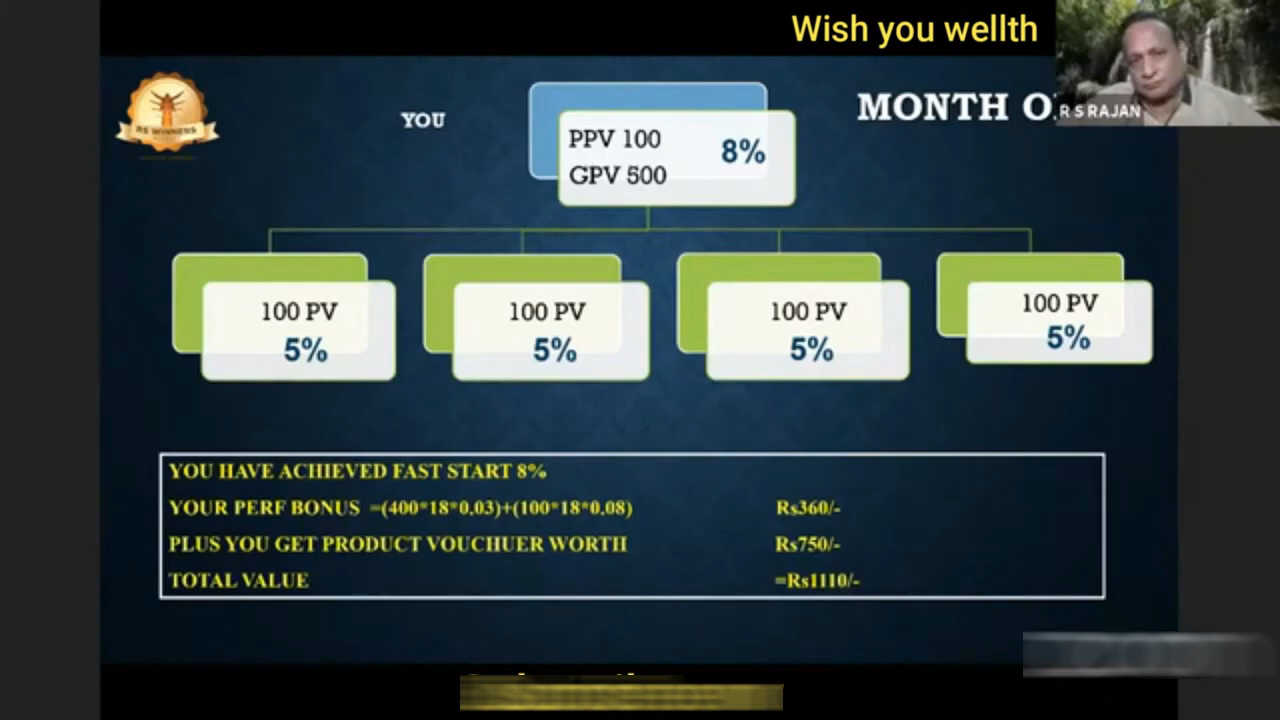 Wish you wellth
RS WINNERS
YOU
MONTH O
R S RAJAN
PPV 100
8%
GPV 500
100 PV
5%
100 PV
5%
100 PV
5%
100 PV
5%
YOU HAVE ACHIEVED FAST START 8%
YOUR PERF BONUS =(400*18*0.03)+(100*18*0.08) Rs360/-
PLUS YOU GET PRODUCT VOUCHUER WORTH Rs750/-
TOTAL VALUE =Rs1110/-